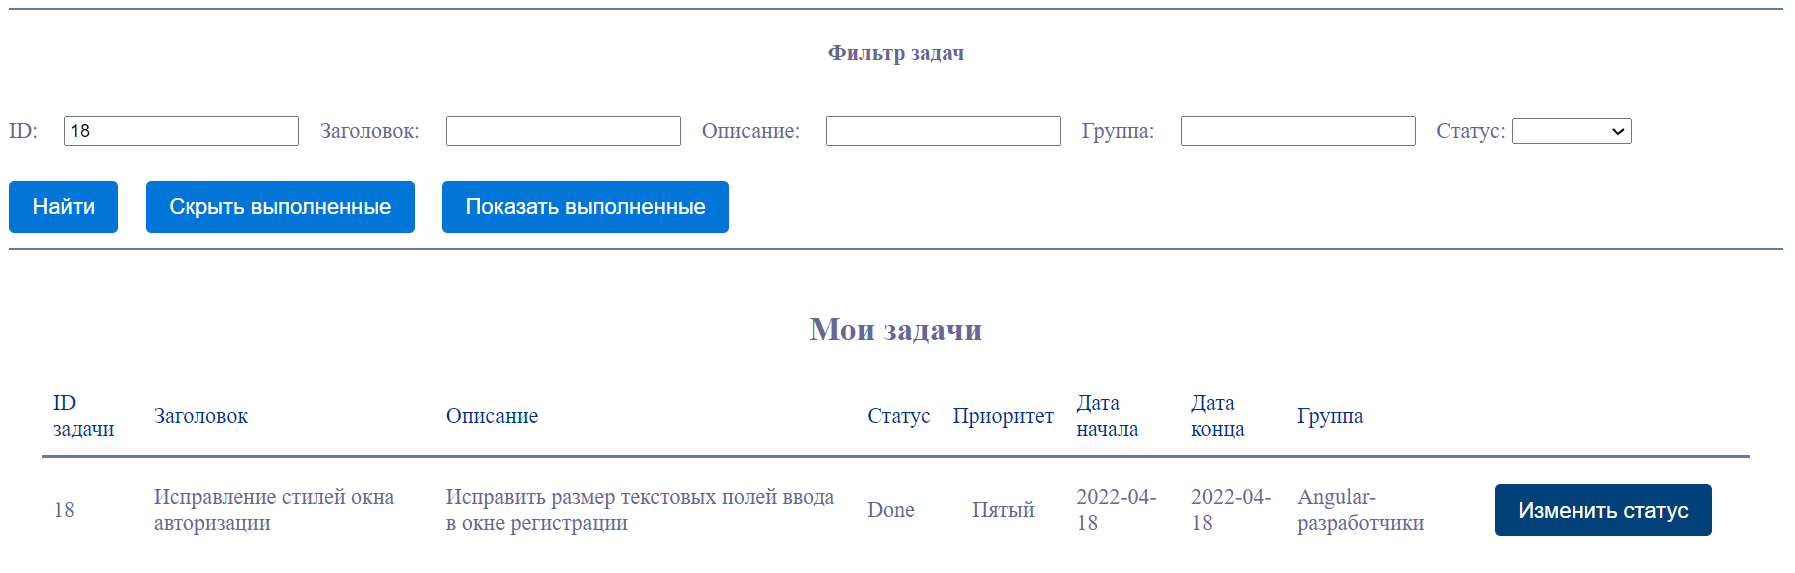 Фильтр задач
ID: 18 Заголовок: Описание: Группа: Статус:
Найти Скрыть выполненные Показать выполненные
Мои задачи
ID задачи Заголовок Описание Статус Приоритет Дата начала Дата конца Группа
18 Исправление стилей окна авторизации Исправить размер текстовых полей ввода в окне регистрации Done Пятый 2022-04-18 2022-04-18 Angular-разработчики Изменить статус